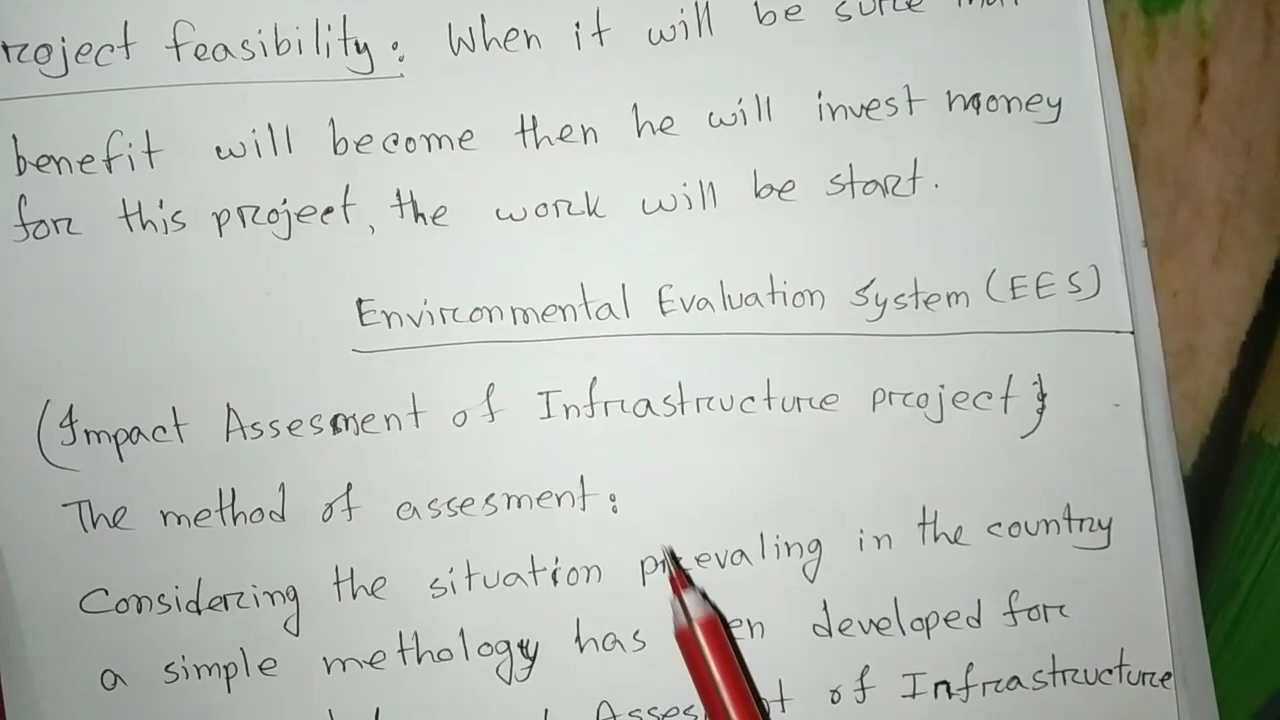 roject feasibility: When it will be sure that
benefit will become then he will invest money
for this project, the work will be start.
Environmental Evaluation System (EES)
(Impact Assesment of Infrastructure project)
The method of assesment:
Considering the situation prevaling in the country
a simple methology has en developed for
of Infrastructure